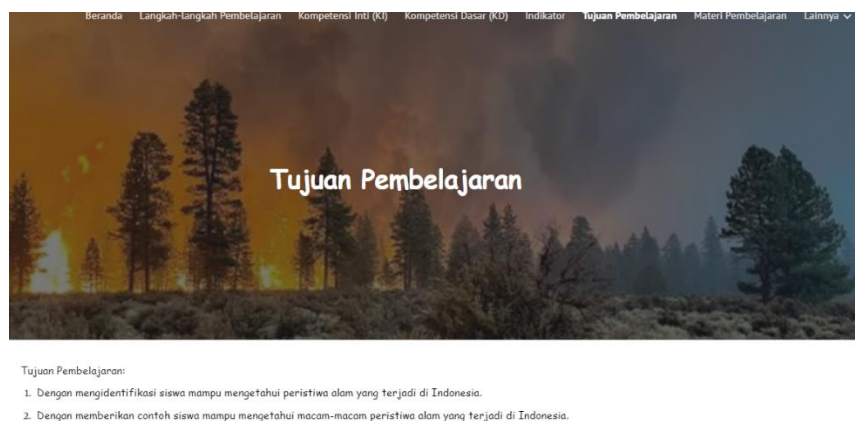 Beranda Langkah-langkah Pembelajaran Kompetensi Inti (KI) Kompetensi Dasar (KD) Indikator Tujuan Pembelajaran Materi Pembelajaran Lainnya
Tujuan Pembelajaran
Tujuan Pembelajaran:
1. Dengan mengidentifikasi siswa mampu mengetahui peristiwa alam yang terjadi di Indonesia.
2. Dengan memberikan contoh siswa mampu mengetahui macam-macam peristiwa alam yang terjadi di Indonesia.